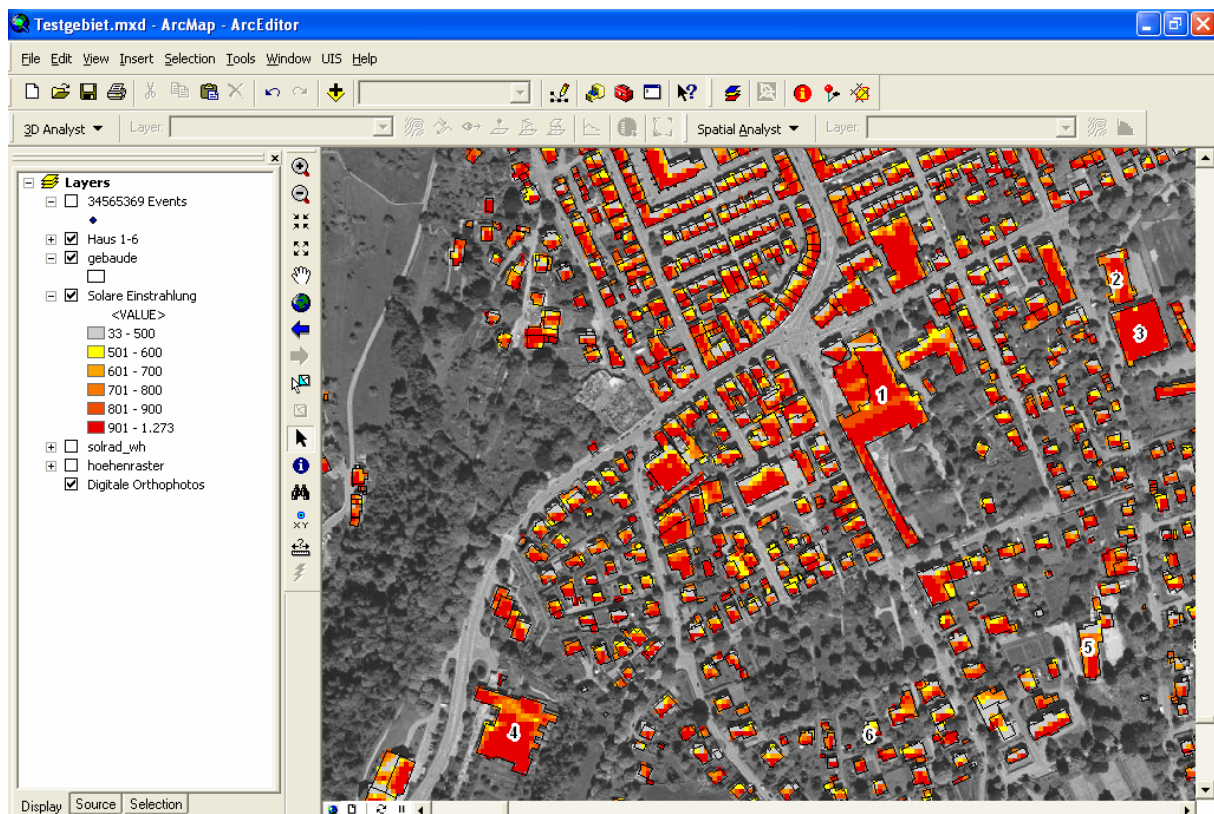 Testgebiet.mxd - ArcMap - ArcEditor
File Edit View Insert Selection Tools Window UIS Help
3D Analyst Layer: Spatial Analyst Layer:
Layers
34565369 Events
Haus 1-6
gebaude
Solare Einstrahlung
<VALUE>
33 - 500
501 - 600
601 - 700
701 - 800
801 - 900
901 - 1.273
solrad_wh
hoehenraster
Digitale Orthophotos
XY
2
3
1
5
4
6
Display Source Selection